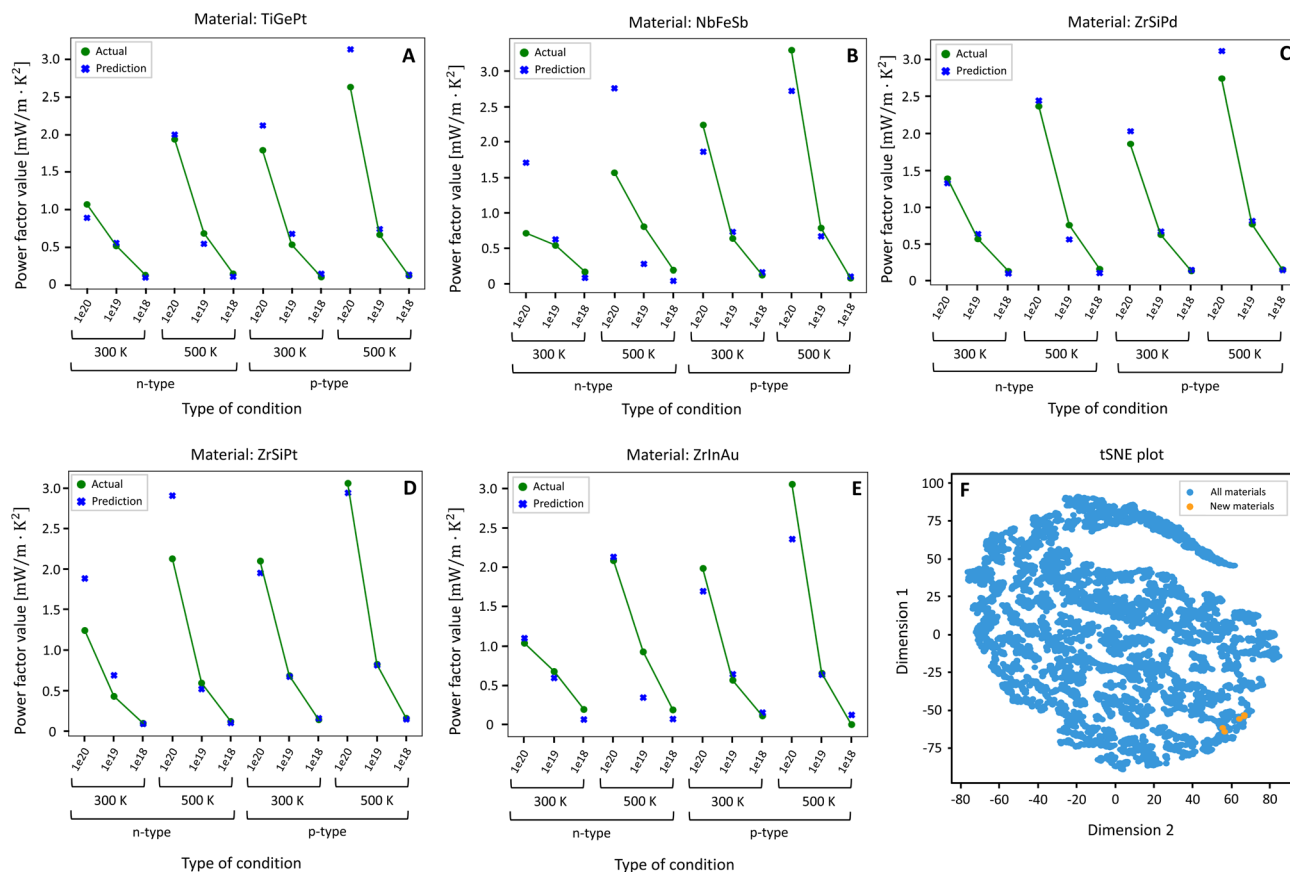 Material: TiGePt
A
Actual
Prediction
Power factor value [mW/m · K²]
3.0
2.5
2.0
1.5
1.0
0.5
0
1e20 1e19 1e18 1e20 1e19 1e18 1e20 1e19 1e18 1e20 1e19 1e18
300 K 500 K 300 K 500 K
n-type p-type
Type of condition
Material: NbFeSb
B
Actual
Prediction
Power factor value [mW/m · K²]
3.0
2.5
2.0
1.5
1.0
0.5
0
1e20 1e19 1e18 1e20 1e19 1e18 1e20 1e19 1e18 1e20 1e19 1e18
300 K 500 K 300 K 500 K
n-type p-type
Type of condition
Material: ZrSiPd
C
Actual
Prediction
Power factor value [mW/m · K²]
3.0
2.5
2.0
1.5
1.0
0.5
0
1e20 1e19 1e18 1e20 1e19 1e18 1e20 1e19 1e18 1e20 1e19 1e18
300 K 500 K 300 K 500 K
n-type p-type
Type of condition
Material: ZrSiPt
D
Actual
Prediction
Power factor value [mW/m · K²]
3.0
2.5
2.0
1.5
1.0
0.5
0
1e20 1e19 1e18 1e20 1e19 1e18 1e20 1e19 1e18 1e20 1e19 1e18
300 K 500 K 300 K 500 K
n-type p-type
Type of condition
Material: ZrInAu
E
Actual
Prediction
Power factor value [mW/m · K²]
3.0
2.5
2.0
1.5
1.0
0.5
0
1e20 1e19 1e18 1e20 1e19 1e18 1e20 1e19 1e18 1e20 1e19 1e18
300 K 500 K 300 K 500 K
n-type p-type
Type of condition
tSNE plot
F
All materials
New materials
Dimension 1
100
75
50
25
0
-25
-50
-75
-80 -60 -40 -20 0 20 40 60 80
Dimension 2